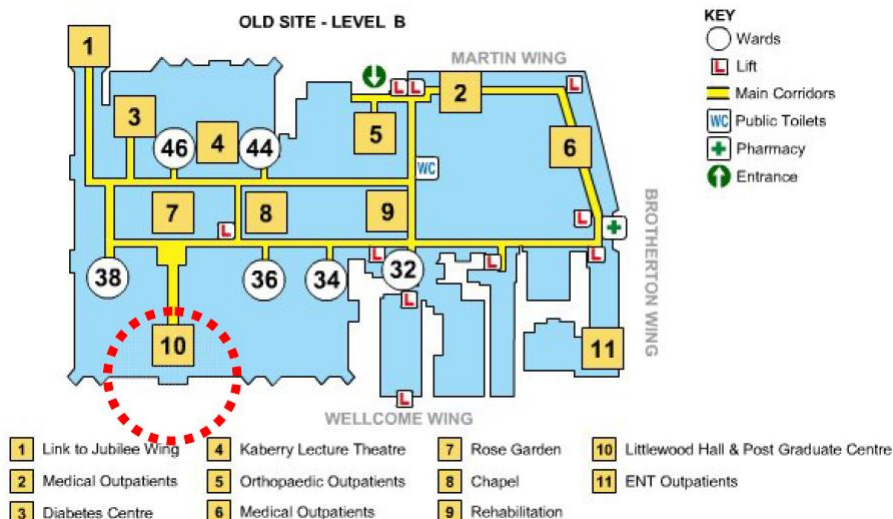 OLD SITE - LEVEL B
KEY
Wards
L Lift
Main Corridors
WC Public Toilets
Pharmacy
Entrance
MARTIN WING
1
2
3
46
4
44
5
6
WC
L
L
L
7
8
9
L
L
BROTHERTON WING
38
36
34
L
32
L
L
L
10
11
L
WELLCOME WING
1 Link to Jubilee Wing
2 Medical Outpatients
3 Diabetes Centre
4 Kaberry Lecture Theatre
5 Orthopaedic Outpatients
6 Medical Outpatients
7 Rose Garden
8 Chapel
9 Rehabilitation
10 Littlewood Hall & Post Graduate Centre
11 ENT Outpatients